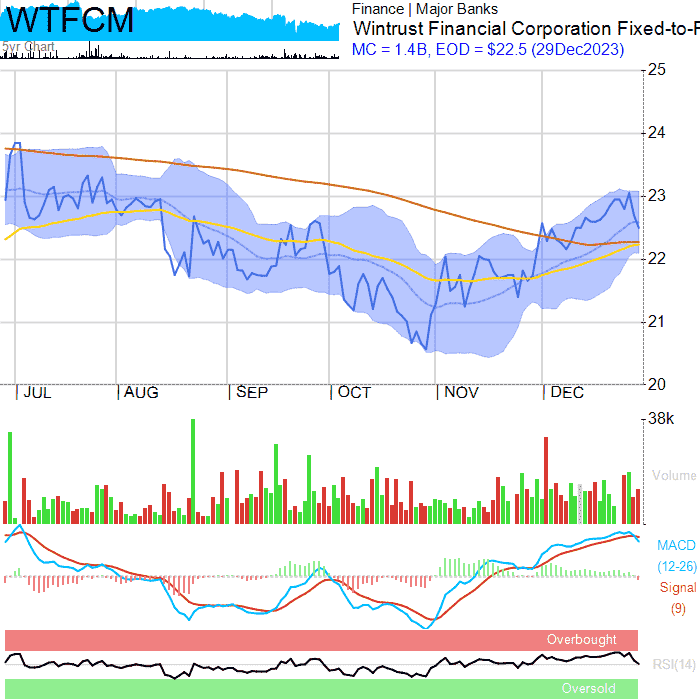 WTFCM
5yr Chart
Finance | Major Banks
Wintrust Financial Corporation Fixed-to-F
MC = 1.4B, EOD = $22.5 (29Dec2023)
25
24
23
22
21
20
JUL AUG SEP OCT NOV DEC
38k
Volume
MACD
(12-26)
Signal
(9)
Overbought
RSI(14)
Oversold